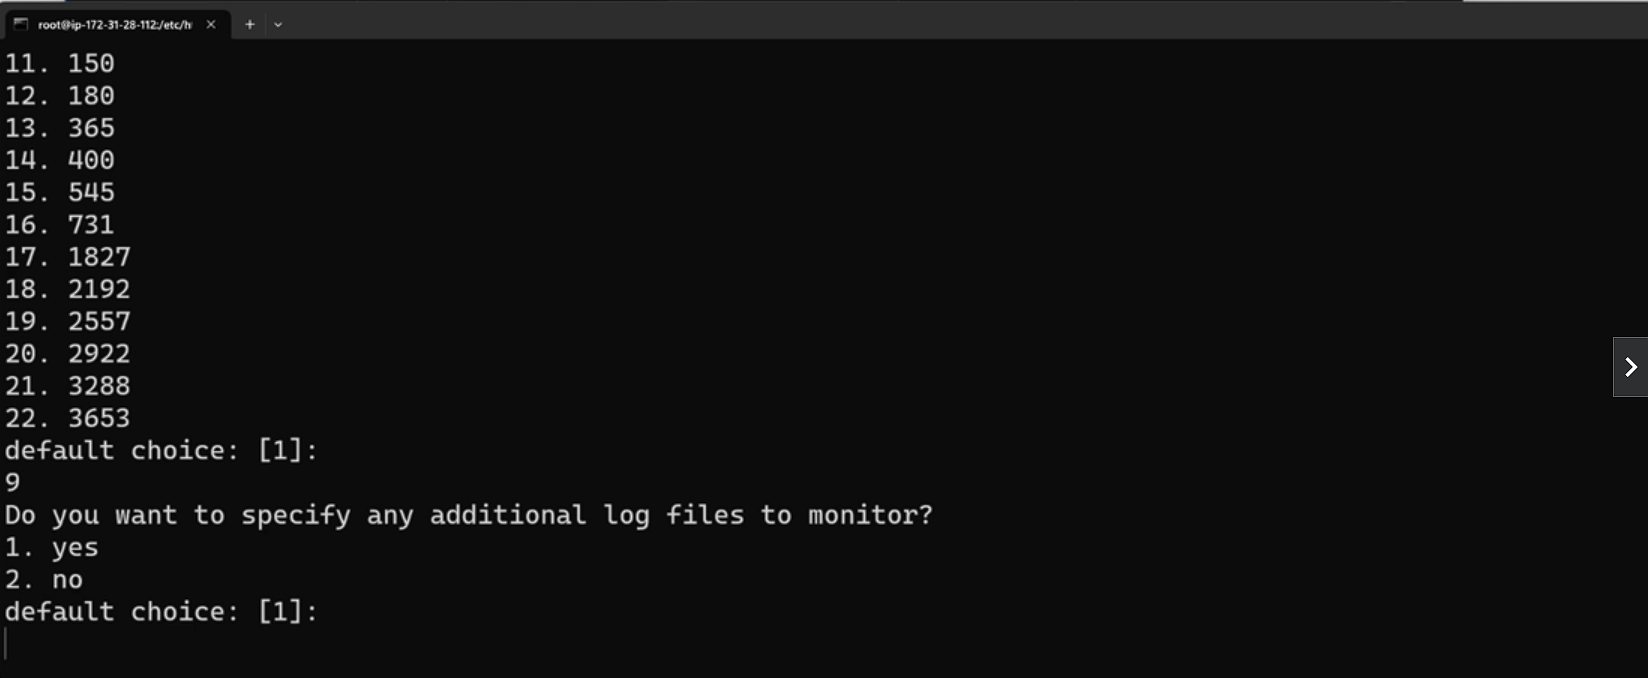 root@ip-172-31-28-112:/etc/h
11. 150
12. 180
13. 365
14. 400
15. 545
16. 731
17. 1827
18. 2192
19. 2557
20. 2922
21. 3288
22. 3653
default choice: [1]:
9
Do you want to specify any additional log files to monitor?
1. yes
2. no
default choice: [1]: